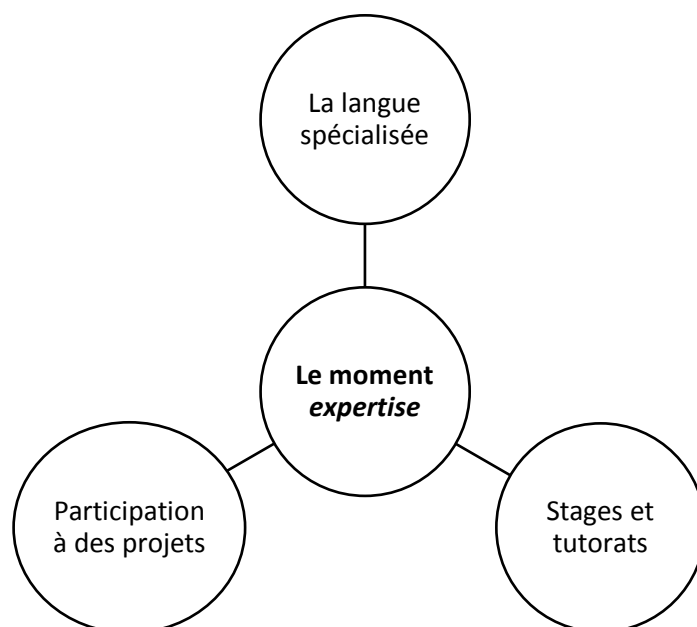 La langue
spécialisée
Le moment
expertise
Participation
à des projets
Stages et
tutorats